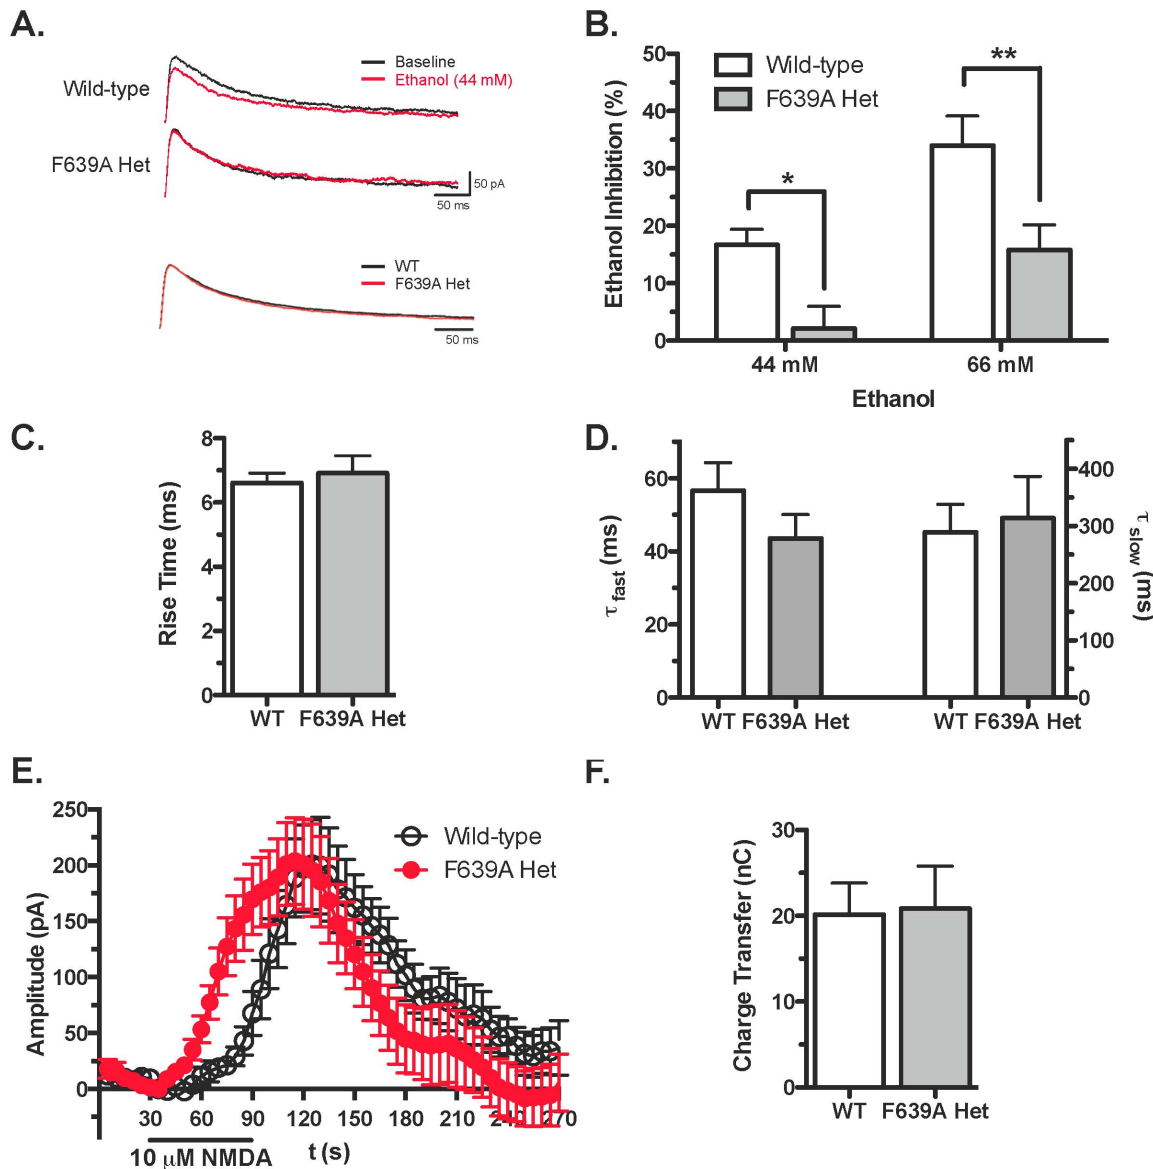 A.
Wild-type
Baseline
Ethanol (44 mM)
F639A Het
50 pA
50 ms
WT
F639A Het
50 ms
B.
Ethanol Inhibition (%)
50
40
30
20
10
0
Wild-type
F639A Het
*
**
44 mM
66 mM
Ethanol
C.
Rise Time (ms)
8
6
4
2
0
WT F639A Het
D.
τ fast (ms)
60
40
20
0
τ slow (ms)
400
300
200
100
0
WT F639A Het
WT F639A Het
E.
Amplitude (pA)
250
200
150
100
50
0
Wild-type
F639A Het
30 60 90 120 150 180 210 240 270
10 µM NMDA
t (s)
F.
Charge Transfer (nC)
30
20
10
0
WT F639A Het